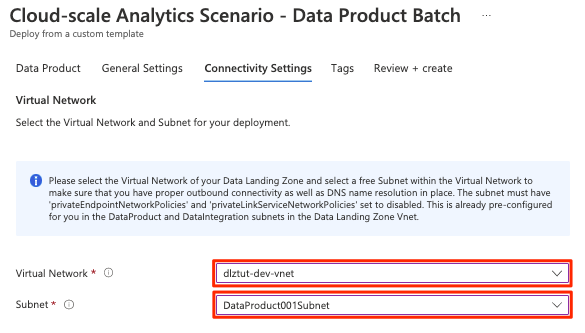 Cloud-scale Analytics Scenario - Data Product Batch ...
Deploy from a custom template
Data Product General Settings Connectivity Settings Tags Review + create
Virtual Network
Select the Virtual Network and Subnet for your deployment.
Please select the Virtual Network of your Data Landing Zone and select a free Subnet within the Virtual Network to
make sure that you have proper outbound connectivity as well as DNS name resolution in place. The subnet must have
'privateEndpointNetworkPolicies' and 'privateLinkServiceNetworkPolicies' set to disabled. This is already pre-configured
for you in the DataProduct and DataIntegration subnets in the Data Landing Zone Vnet.
Virtual Network * dlztut-dev-vnet
Subnet * DataProduct001Subnet